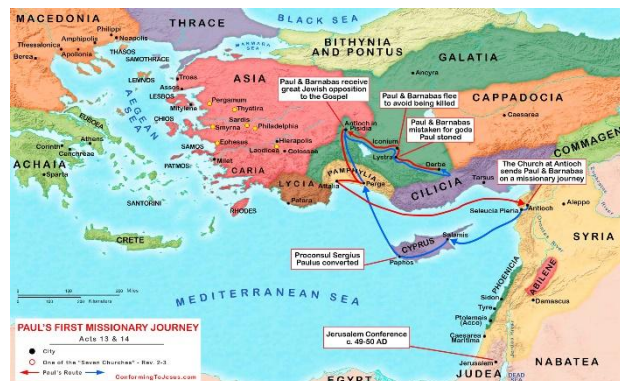 BLACK SEA
MACEDONIA
THRACE
Philippi
Amphipolis
Neapolis
Thessalonica
Apollonia
Berea
THASOS
SAMOTHRACE
MARMARA SEA
BITHYNIA
AND PONTUS
GALATIA
Ancyra
LEMNOS
Troas
Assos
ASIA
AEGEAN
SEA
LESBOS
Mitylene
Pergamum
Thyatira
Sardis
Smyrna
Philadelphia
CHIOS
EUBOEA
Athens
Corinth
Cenchreae
ACHAIA
Sparta
SAMOS
Ephesus
Hierapolis
Laodicea
Colossae
PATMOS
Milet
CARIA
SANTORINI
RHODES
CRETE
LYCIA
Patara
PAMPHYLIA
Attalia
Perge
Paul & Barnabas receive
great Jewish opposition
to the Gospel
Antioch in
Pisidia
Paul & Barnabas flee
to avoid being killed
Iconium
Lystra
Derbe
Paul & Barnabas
mistaken for gods
Paul stoned
CAPPADOCIA
Caesarea
COMMAGENE
CILICIA
Tarsus
The Church at Antioch
sends Paul & Barnabas
on a missionary journey
Seleucia Pieria
Antioch
Aleppo
SYRIA
CYPRUS
Salamis
Paphos
Proconsul Sergius
Paulus converted
MEDITERRANEAN SEA
PHOENICIA
ABILENE
Sidon
Tyre
Damascus
Ptolemais
(Acco)
Caesarea
Maritima
Jerusalem Conference
c. 49-50 AD
Jerusalem
JUDEA
DEAD
SEA
NABATEA
EGYPT
PAUL'S FIRST MISSIONARY JOURNEY
Acts 13 & 14
City
One of the "Seven Churches" - Rev. 2-3
Paul's Route
ConformingToJesus.com